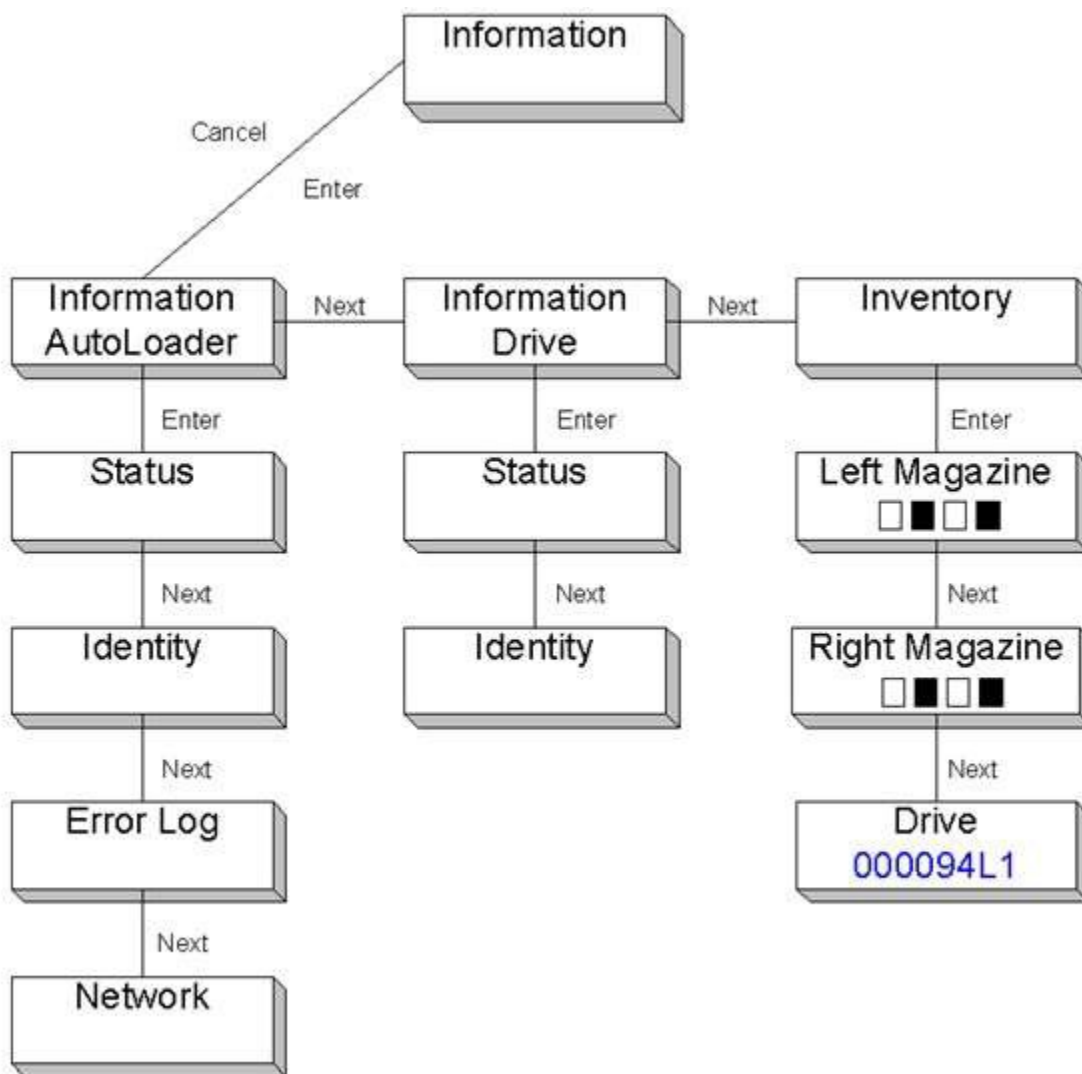 Information
Cancel
Enter
Information
AutoLoader
Next
Information
Drive
Next
Inventory
Enter
Enter
Enter
Status
Status
Left Magazine
Next
Next
Next
Identity
Identity
Right Magazine
Next
Next
Error Log
Drive
000094L1
Next
Network